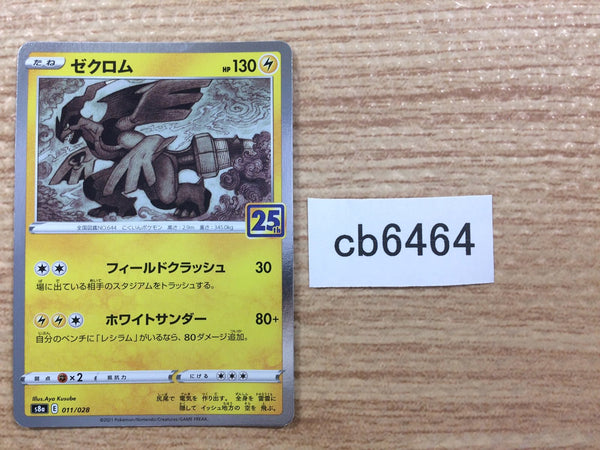 たね ゼクロム HP 130
全国図鑑NO.644 こくいんポケモン 高さ:2.9m 重さ:345.0kg
25th
フィールドクラッシュ 30
場に出ている相手のスタジアムをトラッシュする。
ホワイトサンダー 80+
自分のベンチに「レシラム」がいるなら、80ダメージ追加。
弱点 ×2 抵抗力 にげる
Illus.Aya Kusube
尻尾で 電気を 作り出す。 全身を 雷雲に
隠して イッシュ地方の 空を 飛ぶ。
s8a E 011/028
©2021 Pokémon/Nintendo/Creatures/GAME FREAK.
cb6464